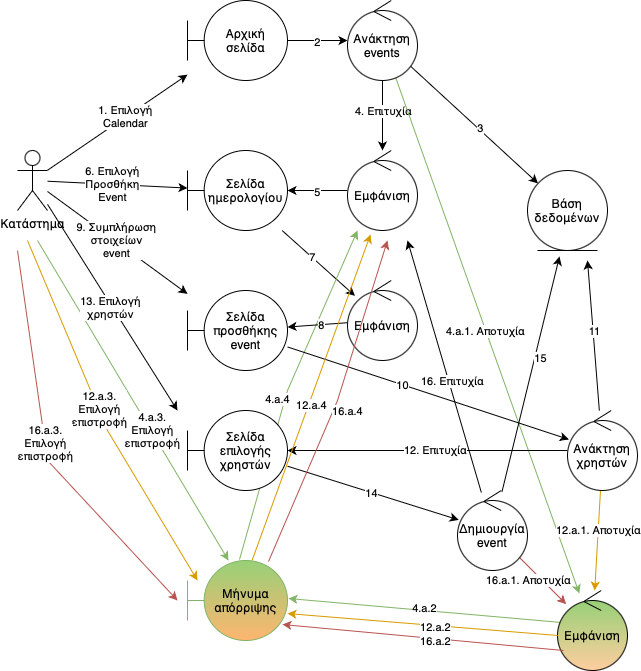 Αρχική
σελίδα
2
Ανάκτηση
events
1. Επιλογή
Calendar
4. Επιτυχία
3
6. Επιλογή
Προσθήκη
Event
Σελίδα
ημερολογίου
5
Εμφάνιση
Βάση
δεδομένων
Κατάστημα
9. Συμπλήρωση
στοιχείων
event
7
13. Επιλογή
χρηστών
Σελίδα
προσθήκης
event
8
Εμφάνιση
4.a.1. Αποτυχία
11
15
10
16. Επιτυχία
12.a.3.
Επιλογή
επιστροφή
4.a.3.
Επιλογή
επιστροφή
16.a.3.
Επιλογή
επιστροφή
4.a.4
12.a.4
16.a.4
Σελίδα
επιλογής
χρηστών
12. Επιτυχία
Ανάκτηση
χρηστών
14
Δημιουργία
event
12.a.1. Αποτυχία
16.a.1. Αποτυχία
Μήνυμα
απόρριψης
4.a.2
12.a.2
16.a.2
Εμφάνιση